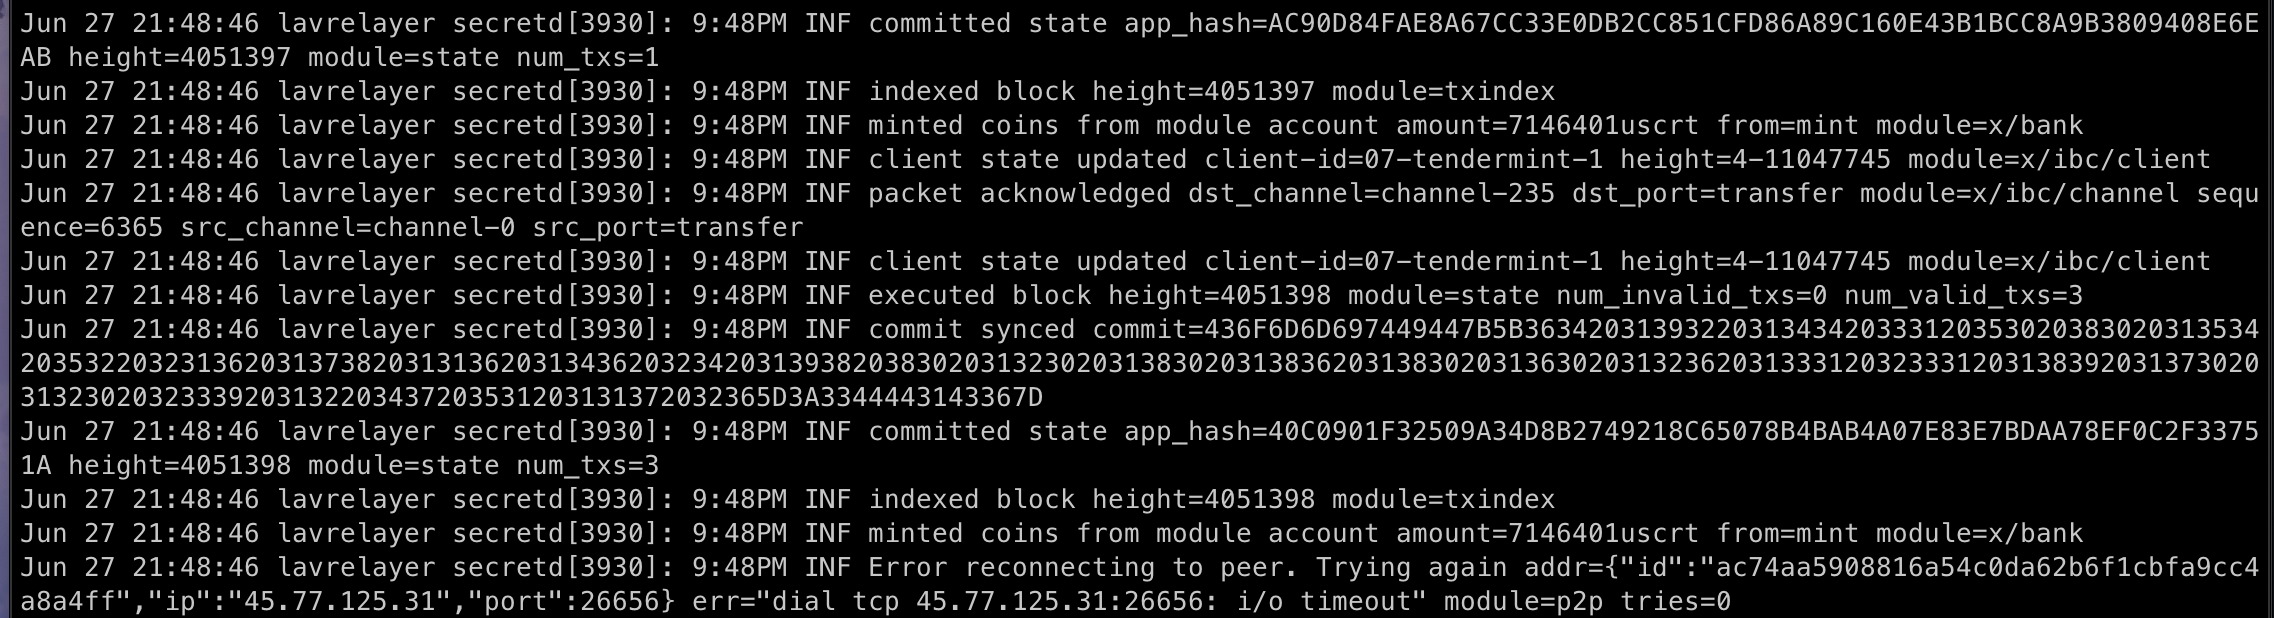 Jun 27 21:48:46 lavrelayer secretd[3930]: 9:48PM INF committed state app_hash=AC90D84FAE8A67CC33E0DB2CC851CFD86A89C160E43B1BCC8A9B3809408E6E
AB height=4051397 module=state num_txs=1
Jun 27 21:48:46 lavrelayer secretd[3930]: 9:48PM INF indexed block height=4051397 module=txindex
Jun 27 21:48:46 lavrelayer secretd[3930]: 9:48PM INF minted coins from module account amount=7146401uscrt from=mint module=x/bank
Jun 27 21:48:46 lavrelayer secretd[3930]: 9:48PM INF client state updated client-id=07-tendermint-1 height=4-11047745 module=x/ibc/client
Jun 27 21:48:46 lavrelayer secretd[3930]: 9:48PM INF packet acknowledged dst_channel=channel-235 dst_port=transfer module=x/ibc/channel sequ
ence=6365 src_channel=channel-0 src_port=transfer
Jun 27 21:48:46 lavrelayer secretd[3930]: 9:48PM INF client state updated client-id=07-tendermint-1 height=4-11047745 module=x/ibc/client
Jun 27 21:48:46 lavrelayer secretd[3930]: 9:48PM INF executed block height=4051398 module=state num_invalid_txs=0 num_valid_txs=3
Jun 27 21:48:46 lavrelayer secretd[3930]: 9:48PM INF commit synced commit=436F6D6D697449447B5B363420313932203134342033312035302038302031353​4
203532203231362031373820313136203134362032342031393820383020313230203138302031383620313830203136302031323620313331203233312031383920313730​20
3132302032333920313220343720353120313137203236​5D3A3344443143367D
Jun 27 21:48:46 lavrelayer secretd[3930]: 9:48PM INF committed state app_hash=40C0901F32509A34D8B2749218C65078B4BAB4A07E83E7BDAA78EF0C2F3375
1A height=4051398 module=state num_txs=3
Jun 27 21:48:46 lavrelayer secretd[3930]: 9:48PM INF indexed block height=4051398 module=txindex
Jun 27 21:48:46 lavrelayer secretd[3930]: 9:48PM INF minted coins from module account amount=7146401uscrt from=mint module=x/bank
Jun 27 21:48:46 lavrelayer secretd[3930]: 9:48PM INF Error reconnecting to peer. Trying again addr={"id":"ac74aa5908816a54c0da62b6f1cbfa9cc4
a8a4ff","ip":"45.77.125.31","port":26656} err="dial tcp 45.77.125.31:26656: i/o timeout" module=p2p tries=0